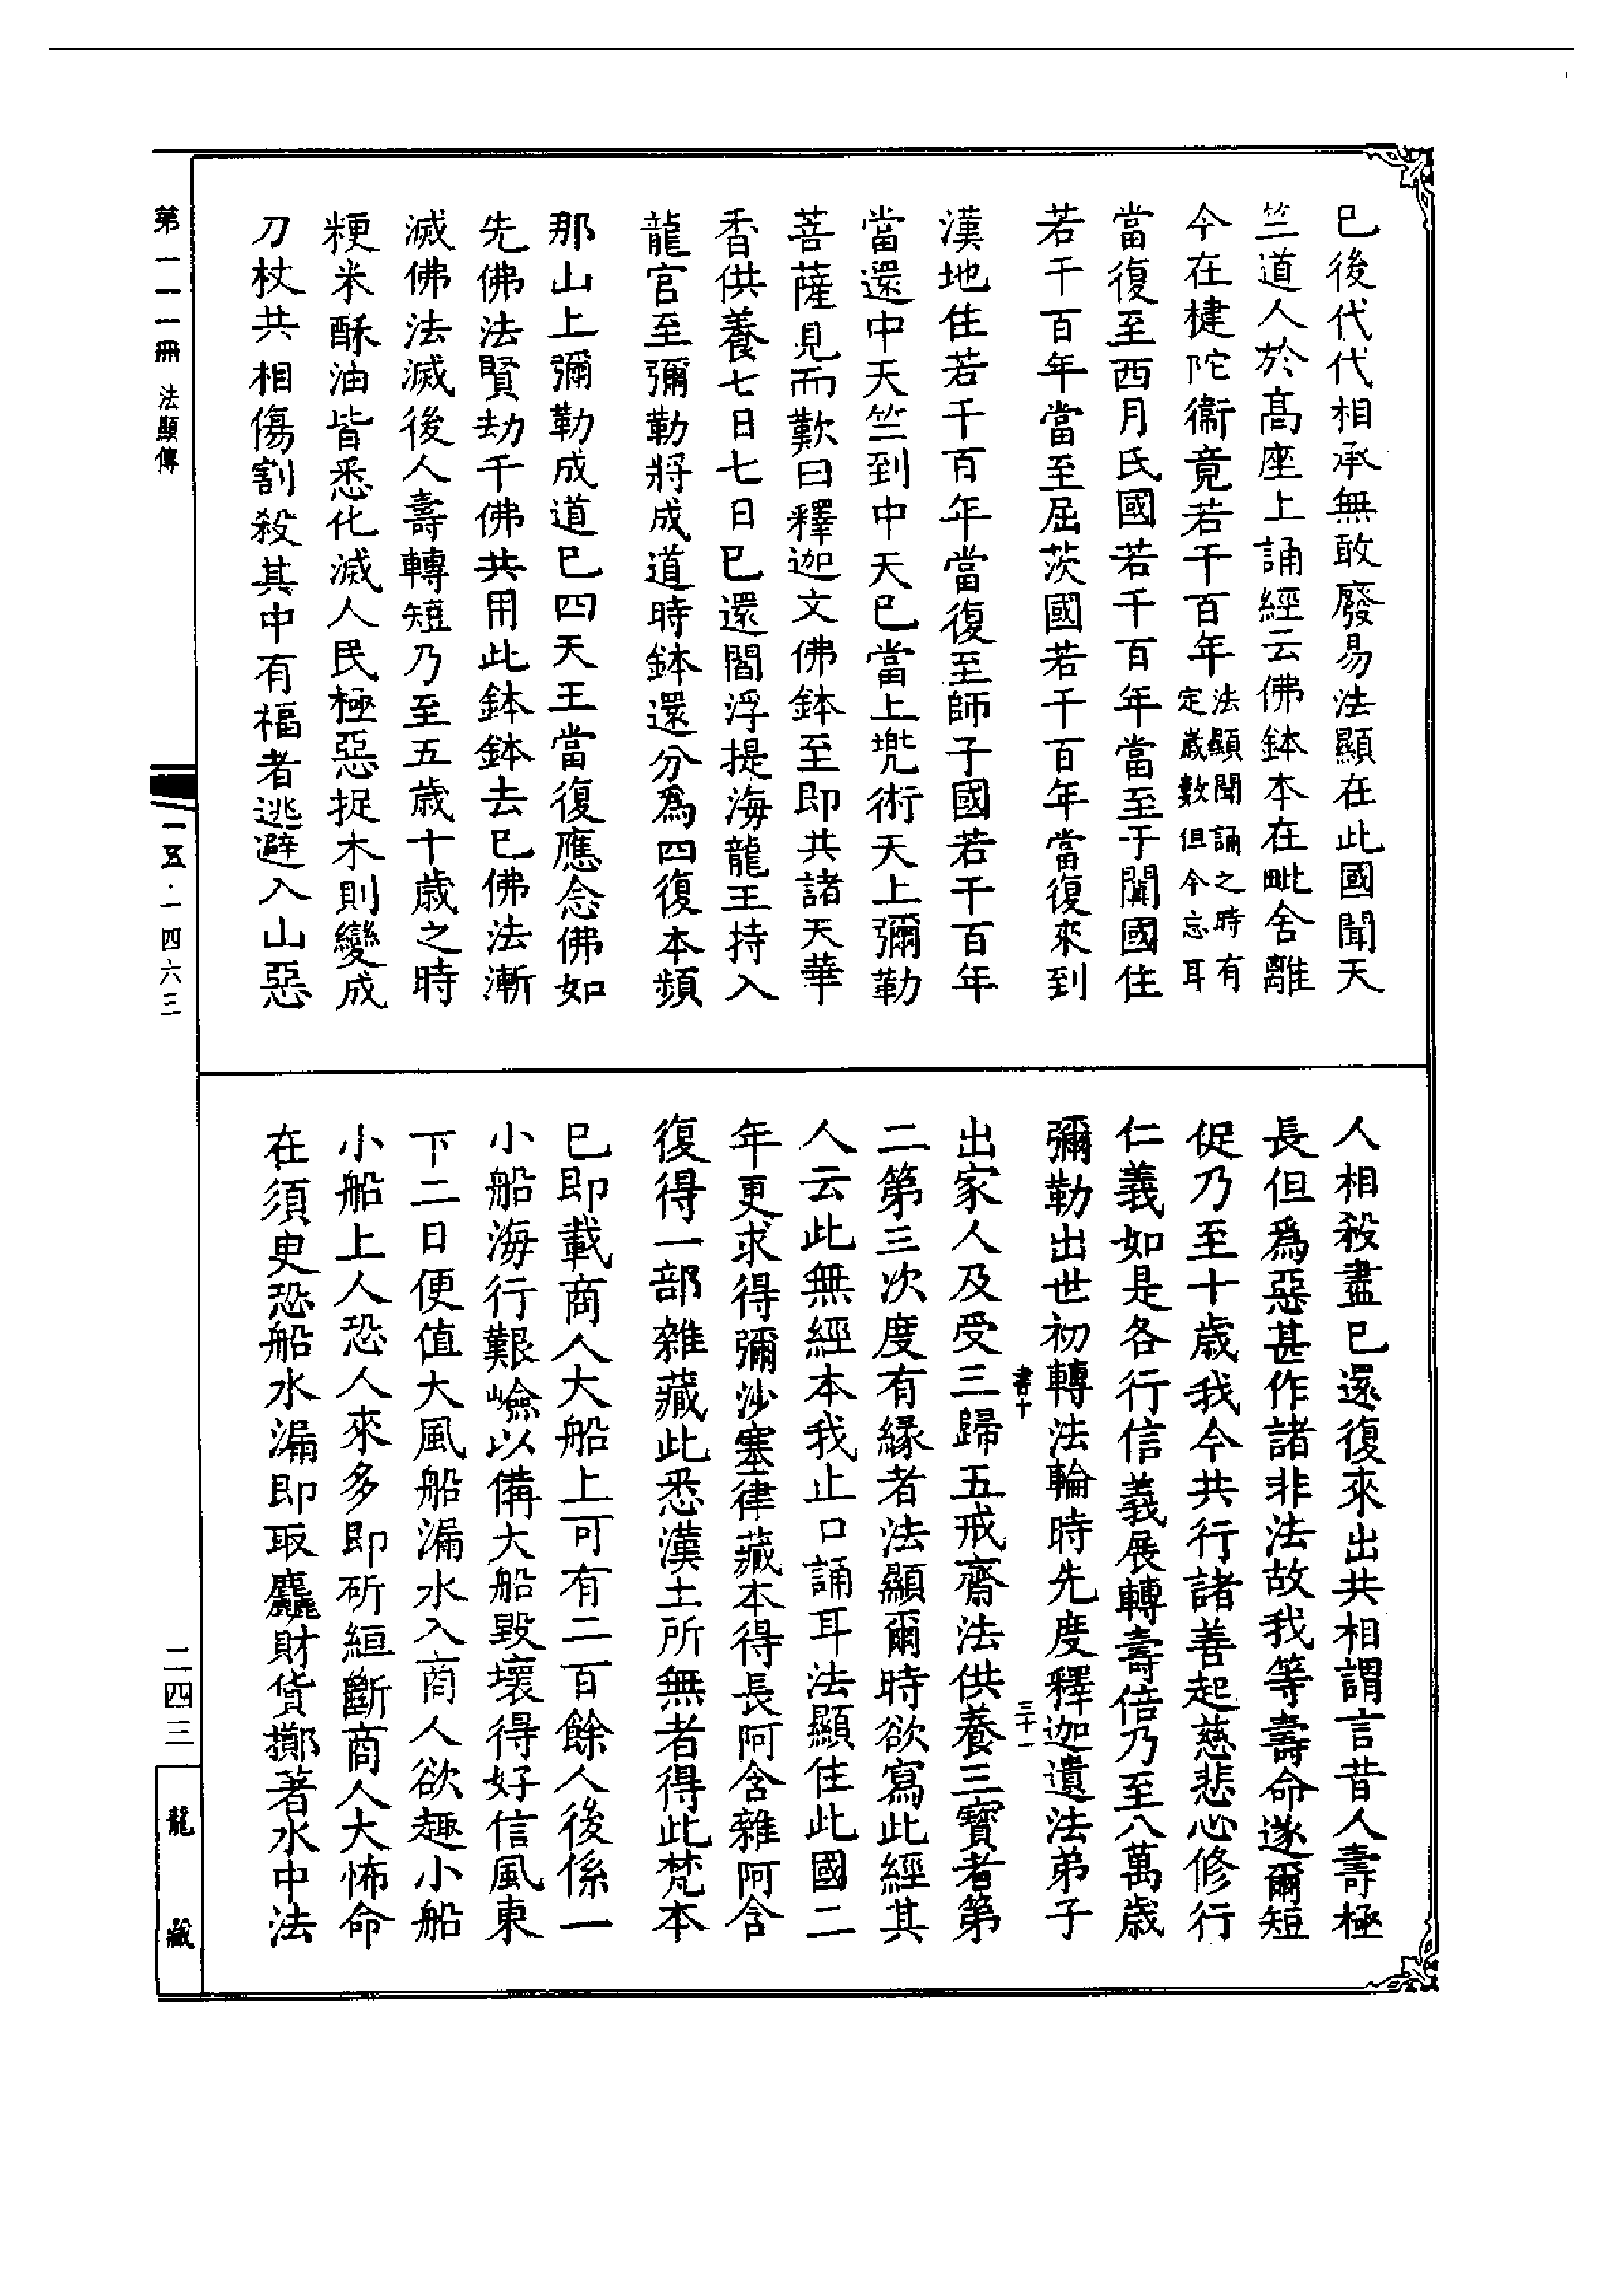 已後代代相承無敢廢易法顯在此國聞天
竺道人於高座上誦經云佛鉢本在毗舍離
今在揵陀衞竟若干百年法顯聞誦之時有定歲數但今忘耳
當復至西月氏國若干百年當至于闐國住
若干百年當至屈茨國若干百年當復來到
漢地住若干百年當復至師子國若干百年
當還中天竺到中天已當上兠術天上彌勒
菩薩見而歎曰釋迦文佛鉢至即共諸天華
香供養七日七日已還閻浮提海龍王持入
龍宮至彌勒將成道時鉢還分爲四復本頻
那山上彌勒成道已四天王當復應念佛如
先佛法賢劫千佛共用此鉢鉢去已佛法漸
滅佛法滅後人壽轉短乃至五歲十歲之時
粳米酥油皆悉化滅人民極惡捉木則變成
刀杖共相傷割殺其中有福者逃避入山惡
人相殺盡已還復來出共相謂言昔人壽極
長但爲惡甚作諸非法故我等壽命遂爾短
促乃至十歲我今共行諸善起慈悲心修行
仁義如是各行信義展轉壽倍乃至八萬歲
彌勒出世初轉法輪時先度釋迦遺法弟子
書十 三十一
出家人及受三歸五戒齋法供養三寶者第
二第三次度有緣者法顯爾時欲寫此經其
人云此無經本我止口誦耳法顯住此國二
年更求得彌沙塞律藏本得長阿含雜阿含
復得一部雜藏此悉漢土所無者得此梵本
已即載商人大船上可有二百餘人後係一
小船海行艱嶮以備大船毀壞得好信風東
下二日便值大風船漏水入商人欲趣小船
小船上人恐人來多即斫絙斷商人大怖命
在須臾恐船水漏即取麤財貨擲著水中法
第一一一冊 法顯傳
一五·一四六三
二四三
龍藏